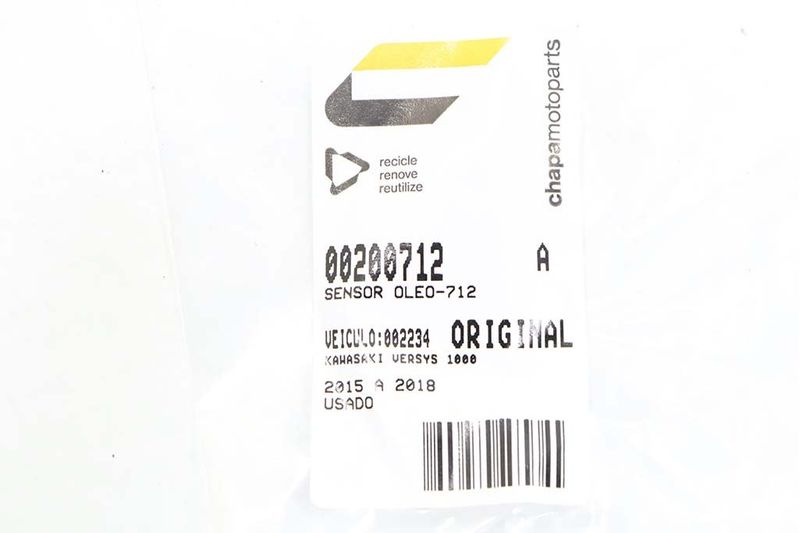 chapamotoparts
recicle
renove
reutilize
00200712 A
SENSOR OLEO-712
VEICULO:002234 ORIGINAL
KAWASAKI VERSYS 1000
2015 A 2018
USADO